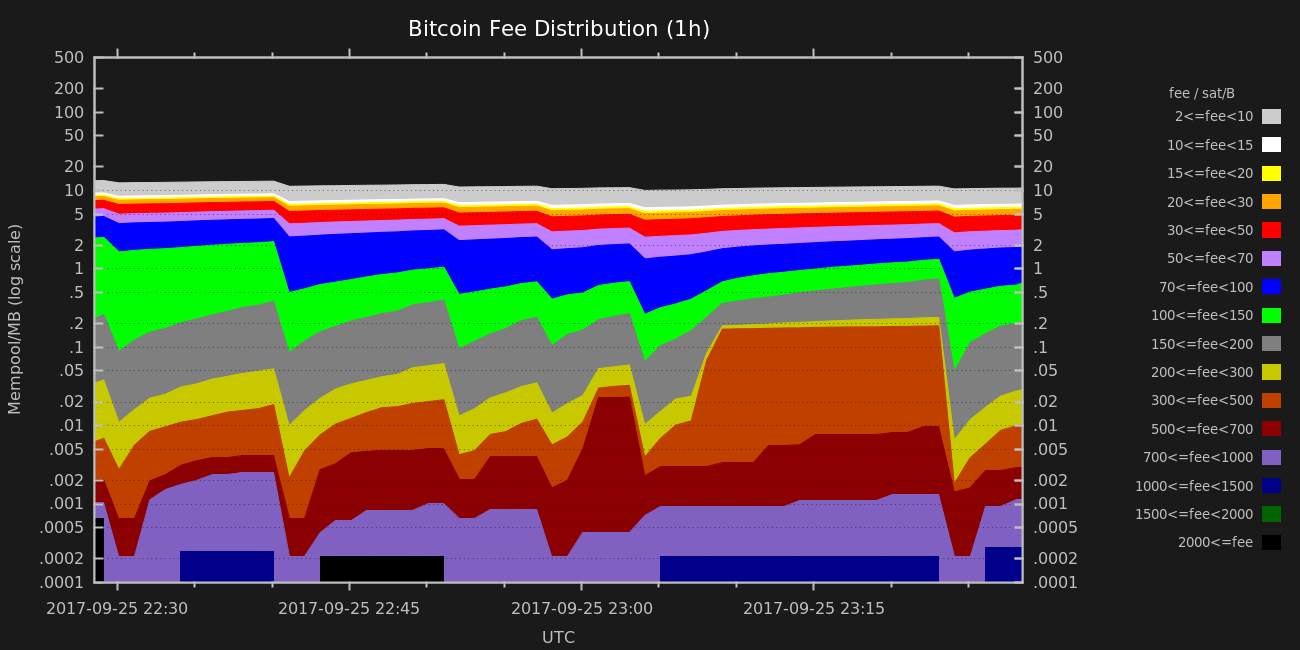 Bitcoin Fee Distribution (1h)
500 500
200 200
100 100
50 50
20 20
10 10
5 5
2 2
1 1
.5 .5
.2 .2
.1 .1
.05 .05
.02 .02
.01 .01
.005 .005
.002 .002
.001 .001
.0005 .0005
.0002 .0002
.0001 .0001
Mempool/MB (log scale)
2017-09-25 22:30 2017-09-25 22:45 2017-09-25 23:00 2017-09-25 23:15
UTC
fee / sat/B
2<=fee<10
10<=fee<15
15<=fee<20
20<=fee<30
30<=fee<50
50<=fee<70
70<=fee<100
100<=fee<150
150<=fee<200
200<=fee<300
300<=fee<500
500<=fee<700
700<=fee<1000
1000<=fee<1500
1500<=fee<2000
2000<=fee